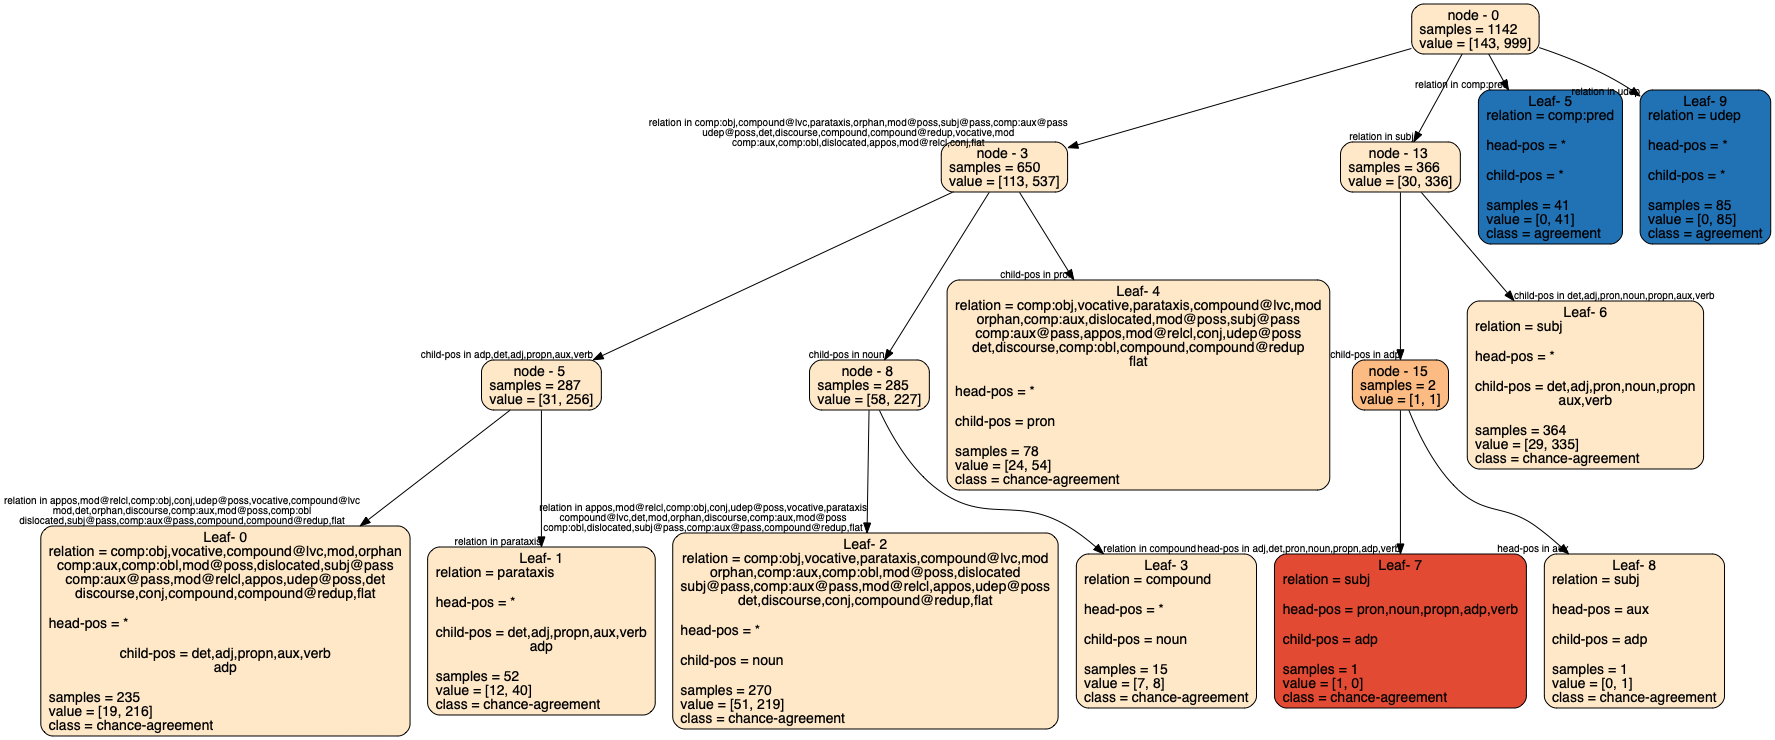 node - 0
samples = 1142
value = [143, 999]
relation in comp:pred
relation in udep
Leaf- 5
relation = comp:pred
head-pos = *
child-pos = *
samples = 41
value = [0, 41]
class = agreement
Leaf- 9
relation = udep
head-pos = *
child-pos = *
samples = 85
value = [0, 85]
class = agreement
relation in comp:obj,compound@lvc,parataxis,orphan,mod@poss,subj@pass,comp:aux@pass
udep@poss,det,discourse,compound,compound@redup,vocative,mod
comp:aux,comp:obl,dislocated,appos,mod@relcl,conj,flat
node - 3
samples = 650
value = [113, 537]
relation in subj
node - 13
samples = 366
value = [30, 336]
child-pos in pron
Leaf- 4
relation = comp:obj,vocative,parataxis,compound@lvc,mod
orphan,comp:aux,dislocated,mod@poss,subj@pass
comp:aux@pass,appos,mod@relcl,conj,udep@poss
det,discourse,comp:obl,compound,compound@redup
flat
head-pos = *
child-pos = pron
samples = 78
value = [24, 54]
class = chance-agreement
child-pos in det,adj,pron,noun,propn,aux,verb
Leaf- 6
relation = subj
head-pos = *
child-pos = det,adj,pron,noun,propn
aux,verb
samples = 364
value = [29, 335]
class = chance-agreement
child-pos in adp,det,adj,propn,aux,verb
node - 5
samples = 287
value = [31, 256]
child-pos in noun
node - 8
samples = 285
value = [58, 227]
child-pos in adp
node - 15
samples = 2
value = [1, 1]
relation in appos,mod@relcl,comp:obj,conj,udep@poss,vocative,compound@lvc
mod,det,orphan,discourse,comp:aux,mod@poss,comp:obl
dislocated,subj@pass,comp:aux@pass,compound,compound@redup,flat
Leaf- 0
relation = comp:obj,vocative,compound@lvc,mod,orphan
comp:aux,comp:obl,mod@poss,dislocated,subj@pass
comp:aux@pass,mod@relcl,appos,udep@poss,det
discourse,conj,compound,compound@redup,flat
head-pos = *
child-pos = det,adj,propn,aux,verb
adp
samples = 235
value = [19, 216]
class = chance-agreement
relation in parataxis
Leaf- 1
relation = parataxis
head-pos = *
child-pos = det,adj,propn,aux,verb
adp
samples = 52
value = [12, 40]
class = chance-agreement
relation in appos,mod@relcl,comp:obj,conj,udep@poss,vocative,parataxis
compound@lvc,det,mod,orphan,discourse,comp:aux,mod@poss
comp:obl,dislocated,subj@pass,comp:aux@pass,compound@redup,flat
Leaf- 2
relation = comp:obj,vocative,parataxis,compound@lvc,mod
orphan,comp:aux,comp:obl,mod@poss,dislocated
subj@pass,comp:aux@pass,mod@relcl,appos,udep@poss
det,discourse,conj,compound@redup,flat
head-pos = *
child-pos = noun
samples = 270
value = [51, 219]
class = chance-agreement
relation in compound
Leaf- 3
relation = compound
head-pos = *
child-pos = noun
samples = 15
value = [7, 8]
class = chance-agreement
head-pos in adj,det,pron,noun,propn,adp,verb
Leaf- 7
relation = subj
head-pos = pron,noun,propn,adp,verb
child-pos = adp
samples = 1
value = [1, 0]
class = chance-agreement
head-pos in aux
Leaf- 8
relation = subj
head-pos = aux
child-pos = adp
samples = 1
value = [0, 1]
class = chance-agreement